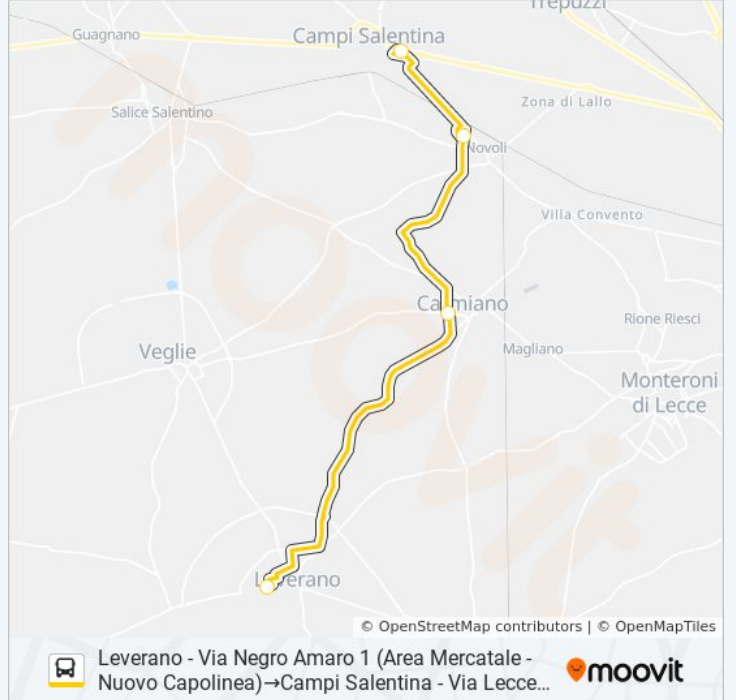 Trepuzzi
Guagnano
Campi Salentina
Zona di Lallo
Salice Salentino
Novoli
Villa Convento
Carmiano
Rione Riesci
Veglie
Magliano
Monteroni
di Lecce
Leverano
moovit
© OpenStreetMap contributors | © OpenMapTiles
Leverano - Via Negro Amaro 1 (Area Mercatale -
Nuovo Capolinea)→Campi Salentina - Via Lecce...
moovit